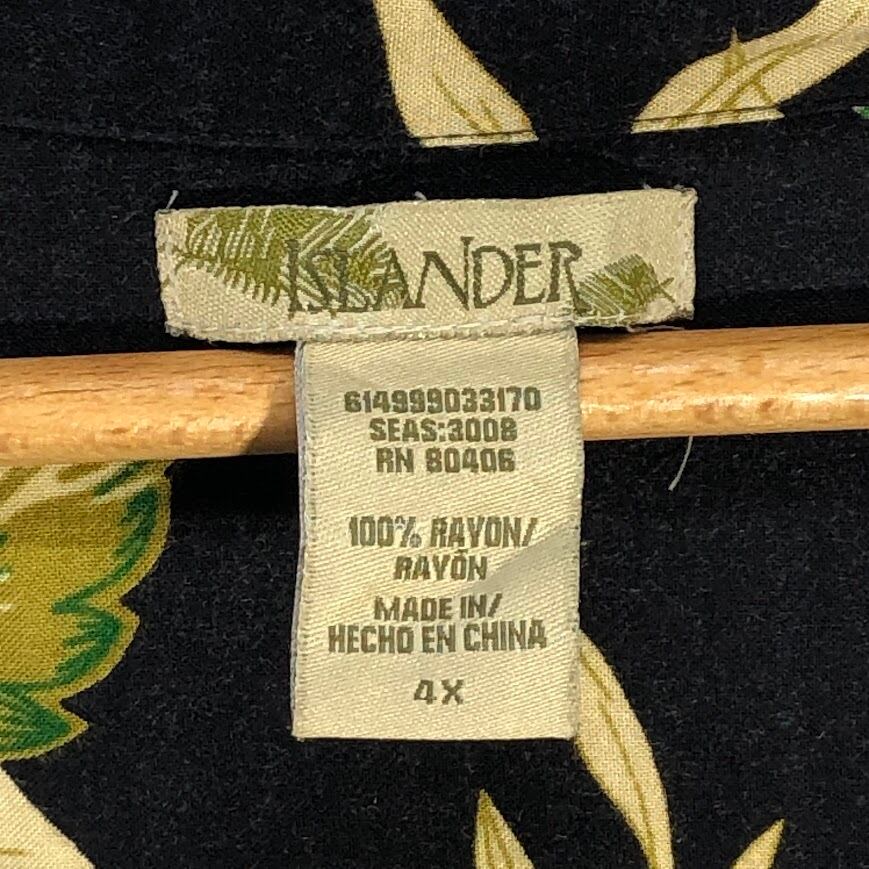 ISLANDER
614999033170
SEAS:3008
RN 80406
100% RAYON/
RAYÓN
MADE IN/
HECHO EN CHINA
4X